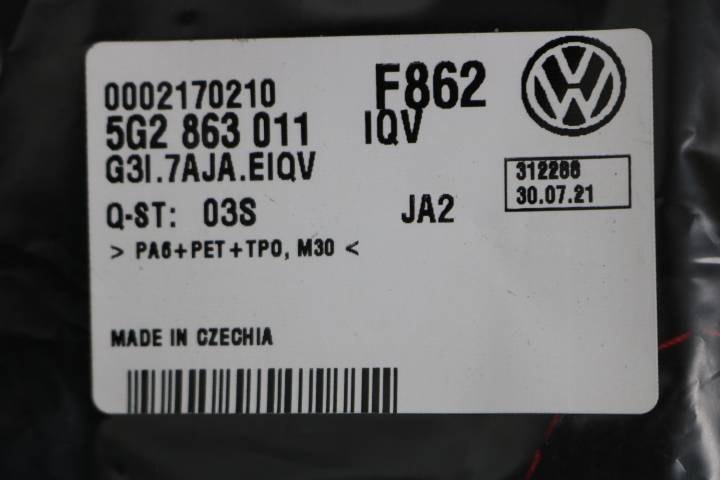 0002170210 F862
5G2 863 011 IQV
G3I.7AJA.EIQV
312288
30.07.21
Q-ST: 03S JA2
> PA6+PET+TPO, M30 <
MADE IN CZECHIA